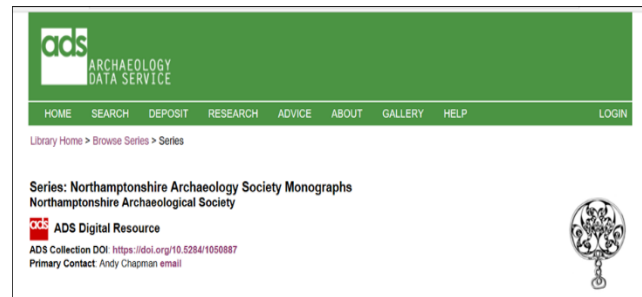 ads
ARCHAEOLOGY
DATA SERVICE
HOME SEARCH DEPOSIT RESEARCH ADVICE ABOUT GALLERY HELP LOGIN
Library Home > Browse Series > Series
Series: Northamptonshire Archaeology Society Monographs
Northamptonshire Archaeological Society
ads ADS Digital Resource
ADS Collection DOI: https://doi.org/10.5284/1050887
Primary Contact: Andy Chapman email